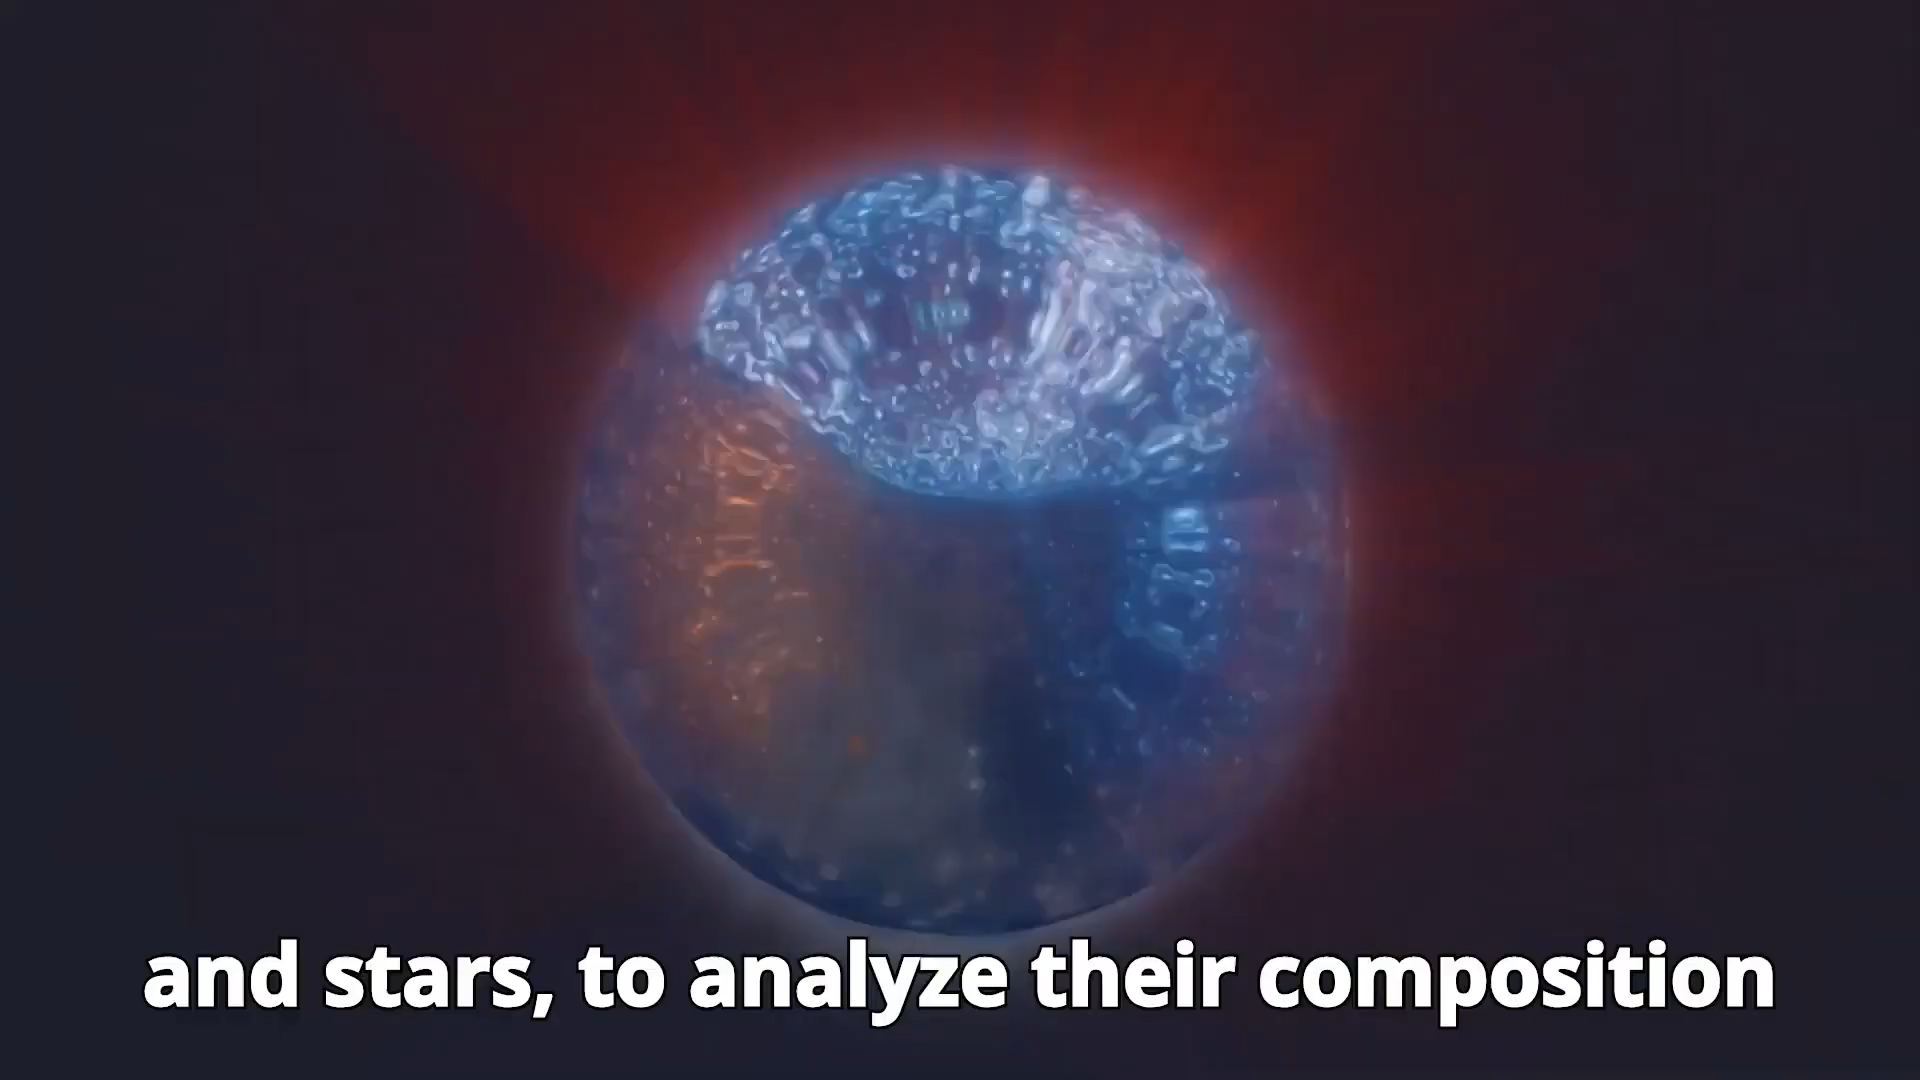 and stars, to analyze their composition